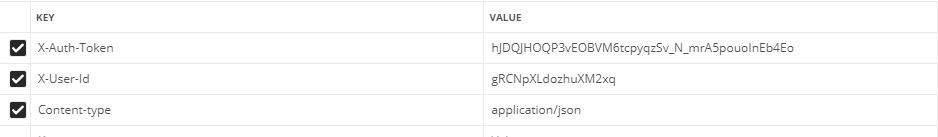 KEY VALUE
X-Auth-Token hJDQJHOQP3vEOBVM6tcpyqzSv_N_mrA5pouoInEb4Eo
X-User-Id gRCNpXLdozhuXM2xq
Content-type application/json